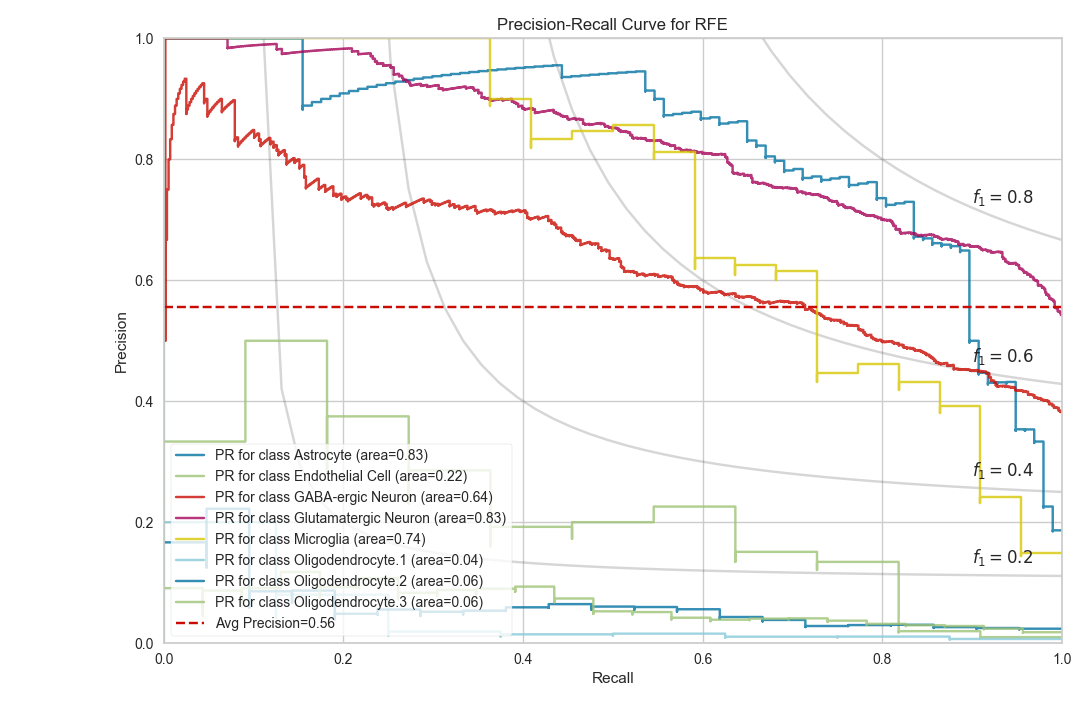 Precision-Recall Curve for RFE
1.0
0.8
0.6
0.4
0.2
0.0
Precision
f1 = 0.8
f1 = 0.6
f1 = 0.4
f1 = 0.2
PR for class Astrocyte (area=0.83)
PR for class Endothelial Cell (area=0.22)
PR for class GABA-ergic Neuron (area=0.64)
PR for class Glutamatergic Neuron (area=0.83)
PR for class Microglia (area=0.74)
PR for class Oligodendrocyte.1 (area=0.04)
PR for class Oligodendrocyte.2 (area=0.06)
PR for class Oligodendrocyte.3 (area=0.06)
Avg Precision=0.56
0.0 0.2 0.4 0.6 0.8 1.0
Recall